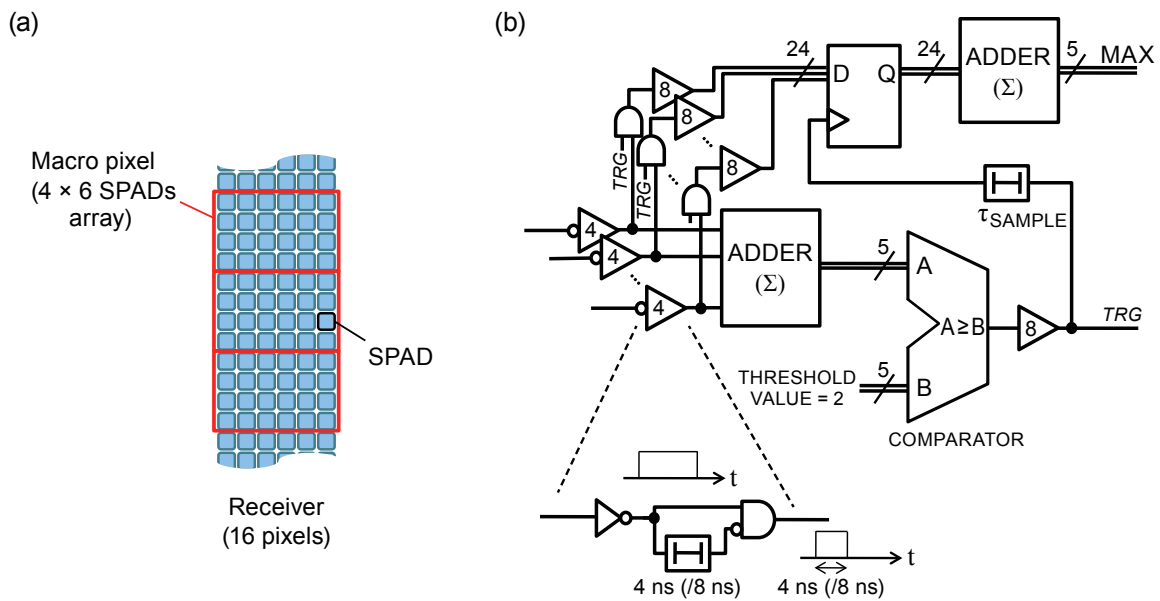 (a)
Macro pixel
(4 × 6 SPADs
array)
SPAD
Receiver
(16 pixels)
(b)
24
24
5
MAX
D
Q
ADDER
(Σ)
8
8
8
TRG
TRG
τSAMPLE
4
4
4
ADDER
(Σ)
5
A
A≥B
8
TRG
THRESHOLD
VALUE = 2
5
B
COMPARATOR
t
4 ns (/8 ns)
t
4 ns (/8 ns)